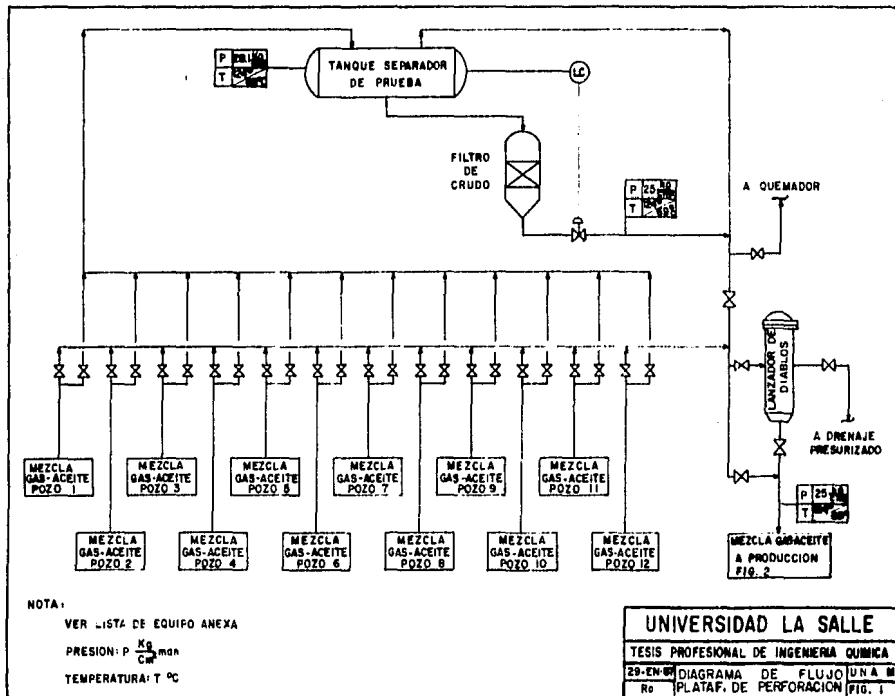 P
T
TANQUE SEPARADOR
DE PRUEBA
LC
FILTRO
DE
CRUDO
P 25
T
A QUEMADOR
LANZADOR DE
DIABLOS
A DRENAJE
PRESURIZADO
MEZCLA
GAS-ACEITE
POZO 1
MEZCLA
GAS-ACEITE
POZO 3
MEZCLA
GAS-ACEITE
POZO 5
MEZCLA
GAS-ACEITE
POZO 7
MEZCLA
GAS-ACEITE
POZO 9
MEZCLA
GAS-ACEITE
POZO 11
MEZCLA
GAS-ACEITE
POZO 2
MEZCLA
GAS-ACEITE
POZO 4
MEZCLA
GAS-ACEITE
POZO 6
MEZCLA
GAS-ACEITE
POZO 8
MEZCLA
GAS-ACEITE
POZO 10
MEZCLA
GAS-ACEITE
POZO 12
P 25
T
MEZCLA GAS-ACEITE
A PRODUCCION
FIG. 2
NOTA:
VER LISTA DE EQUIPO ANEXA
PRESION: P Kg/Cm² man
TEMPERATURA: T ºC
UNIVERSIDAD LA SALLE
TESIS PROFESIONAL DE INGENIERIA QUIMICA
29-EN-87 DIAGRAMA DE FLUJO
Ro PLATAF. DE PERFORACION FIG. 1